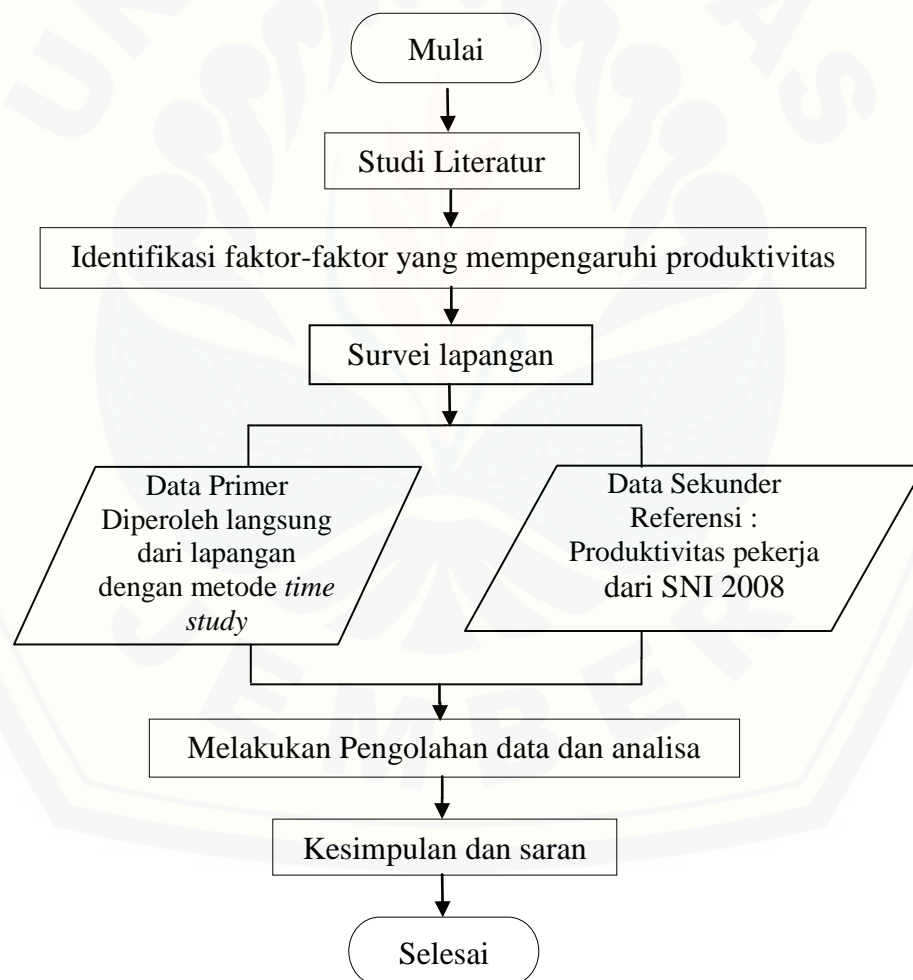 Mulai
Studi Literatur
Identifikasi faktor-faktor yang mempengaruhi produktivitas
Survei lapangan
Data Primer
Diperoleh langsung
dari lapangan
dengan metode time
study
Data Sekunder
Referensi :
Produktivitas pekerja
dari SNI 2008
Melakukan Pengolahan data dan analisa
Kesimpulan dan saran
Selesai